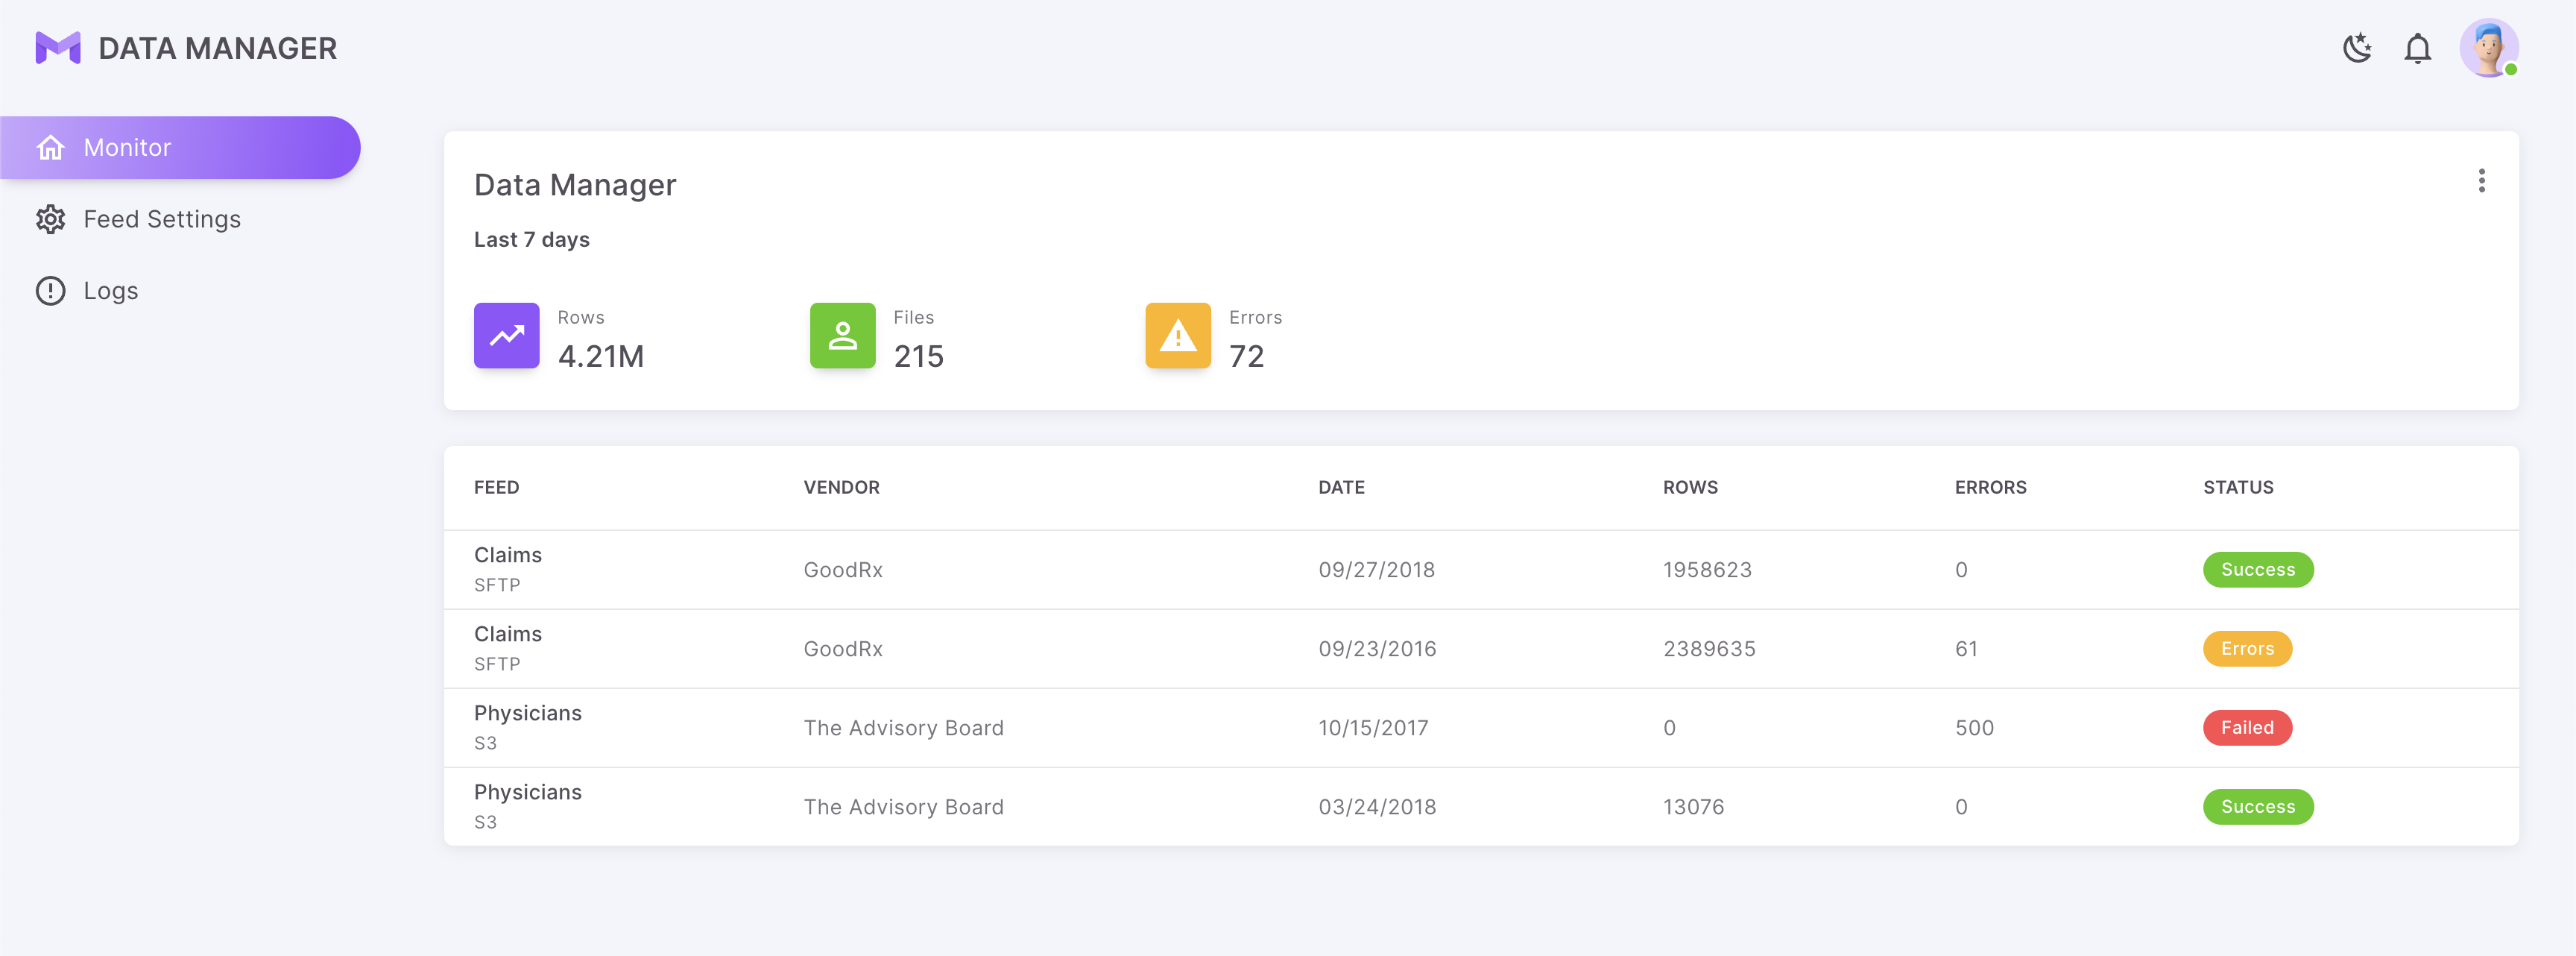 DATA MANAGER
Monitor
Feed Settings
Logs
Data Manager
Last 7 days
Rows
4.21M
Files
215
Errors
72
FEED VENDOR DATE ROWS ERRORS STATUS
Claims
SFTP
GoodRx 09/27/2018 1958623 0 Success
Claims
SFTP
GoodRx 09/23/2016 2389635 61 Errors
Physicians
S3
The Advisory Board 10/15/2017 0 500 Failed
Physicians
S3
The Advisory Board 03/24/2018 13076 0 Success